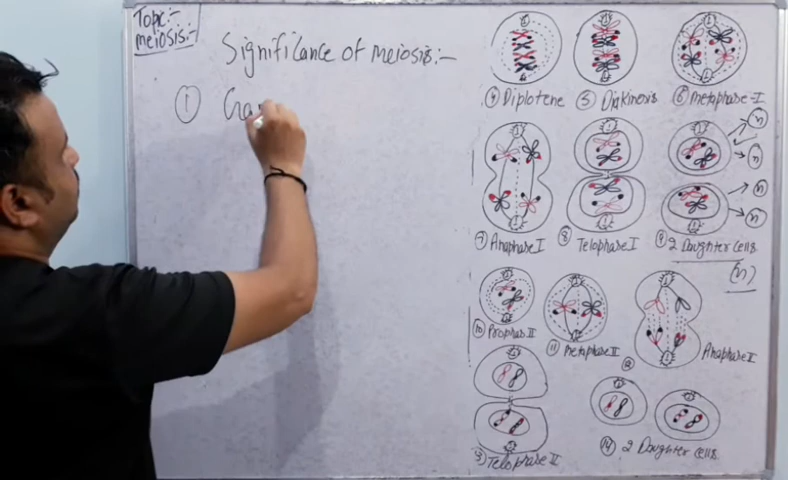 Topic:-
meiosis:-
Significance of meiosis:-
① Ga
④ Diplotene
⑤ Diakinesis
⑥ Metaphase-I
n
n
n
n
⑦ Anaphase I
⑧ Telophase I
⑨ 2 Daughter Cells
(n)
⑩ Prophase II
⑪ Metaphase II
⑫
Anaphase I
⑬ Telophase II
⑭ 2 Daughter Cells